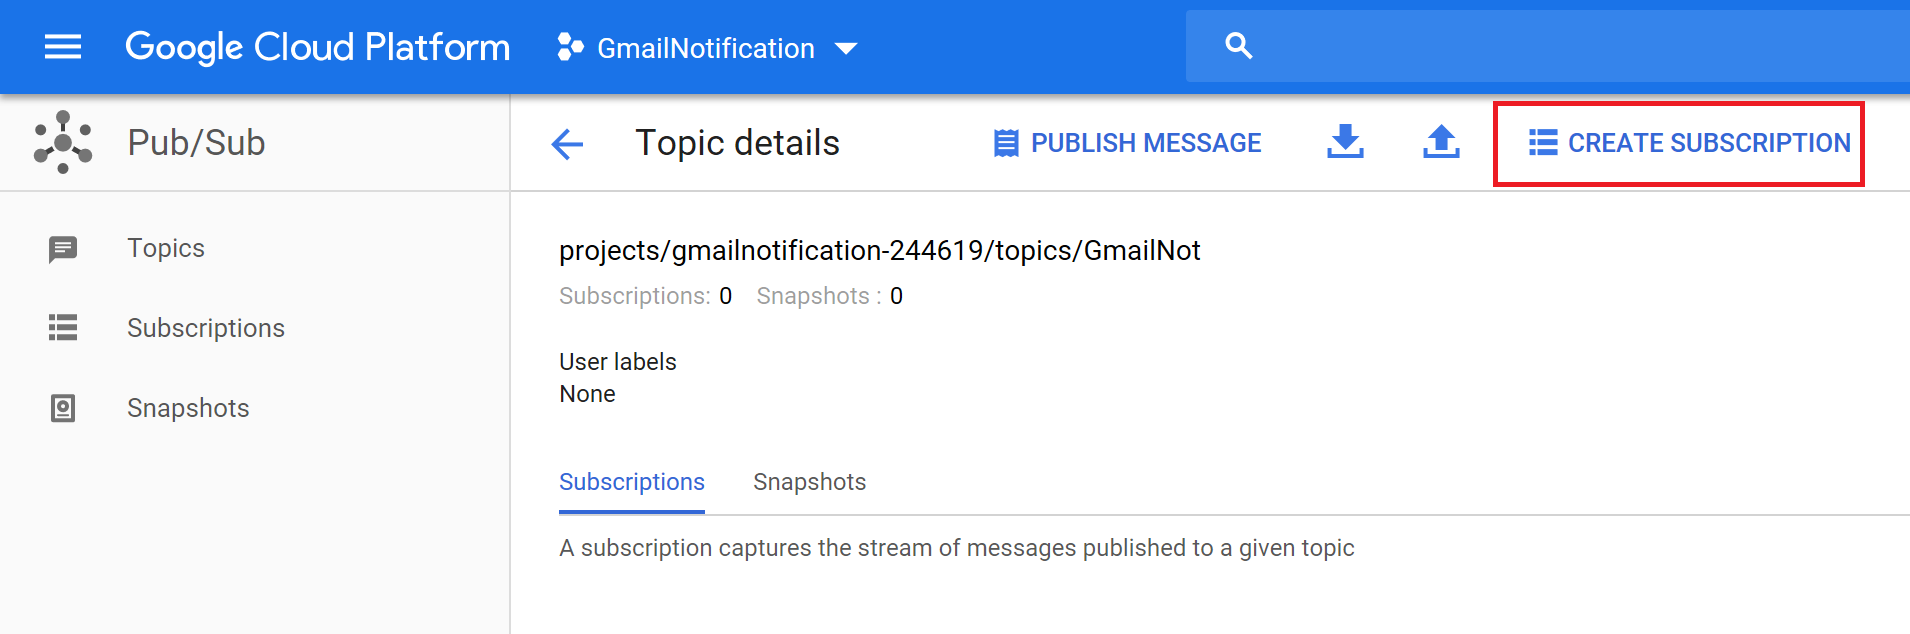 Google Cloud Platform GmailNotification
Pub/Sub
Topic details PUBLISH MESSAGE CREATE SUBSCRIPTION
Topics
Subscriptions
Snapshots
projects/gmailnotification-244619/topics/GmailNot
Subscriptions: 0 Snapshots : 0
User labels
None
Subscriptions Snapshots
A subscription captures the stream of messages published to a given topic